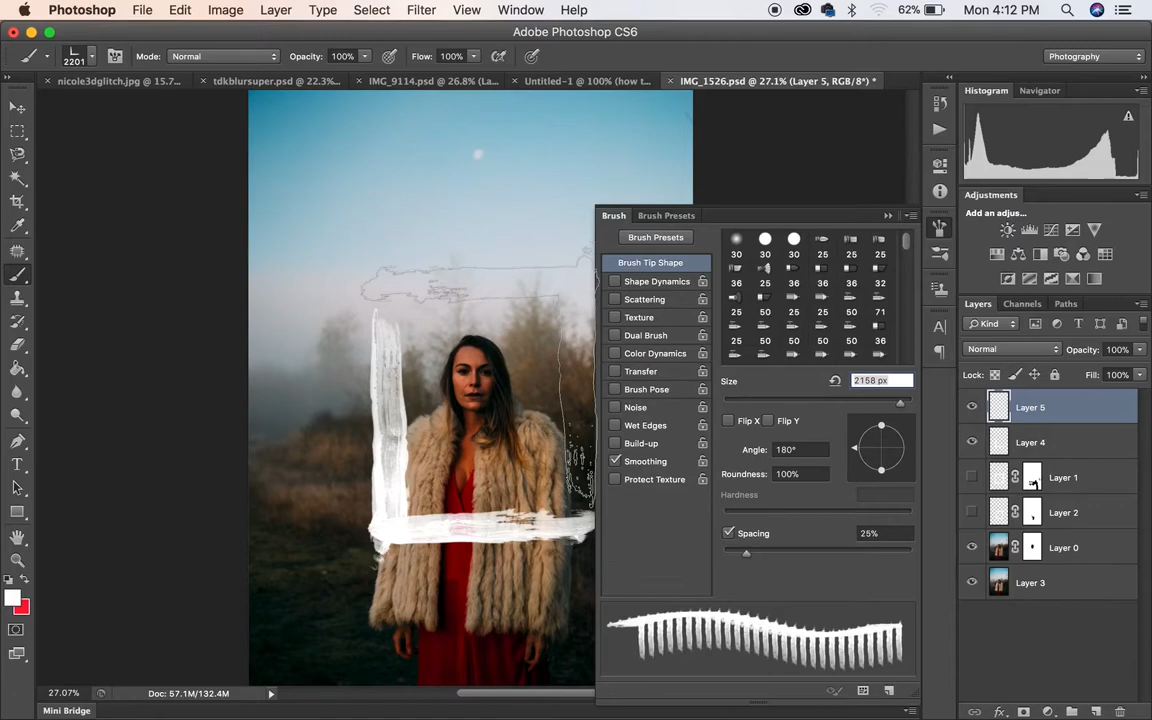 Photoshop File Edit Image Layer Type Select Filter View Window Help 62% Mon 4:12 PM
Adobe Photoshop CS6
2201 Mode: Normal Opacity: 100% Flow: 100% Photography
nicole3dglitch.jpg @ 15.7... tdkblursuper.psd @ 22.3%... IMG_9114.psd @ 26.8% (La... Untitled-1 @ 100% (how t... IMG_1526.psd @ 27.1% (Layer 5, RGB/8*) *
Histogram Navigator
Adjustments
Add an adjus...
Brush Brush Presets
Brush Presets
Brush Tip Shape
Shape Dynamics
Scattering
Texture
Dual Brush
Color Dynamics
Transfer
Brush Pose
Noise
Wet Edges
Build-up
Smoothing
Protect Texture
30 30 30 25 25 25
36 25 36 36 36 32
25 50 25 25 50 71
25 50 50 50 50 36
Size 2158 px
Flip X Flip Y
Angle: 180°
Roundness: 100%
Hardness
Spacing 25%
Layers Channels Paths
Kind
Normal Opacity: 100%
Lock: Fill: 100%
Layer 5
Layer 4
Layer 1
Layer 2
Layer 0
Layer 3
27.07% Doc: 57.1M/132.4M
Mini Bridge